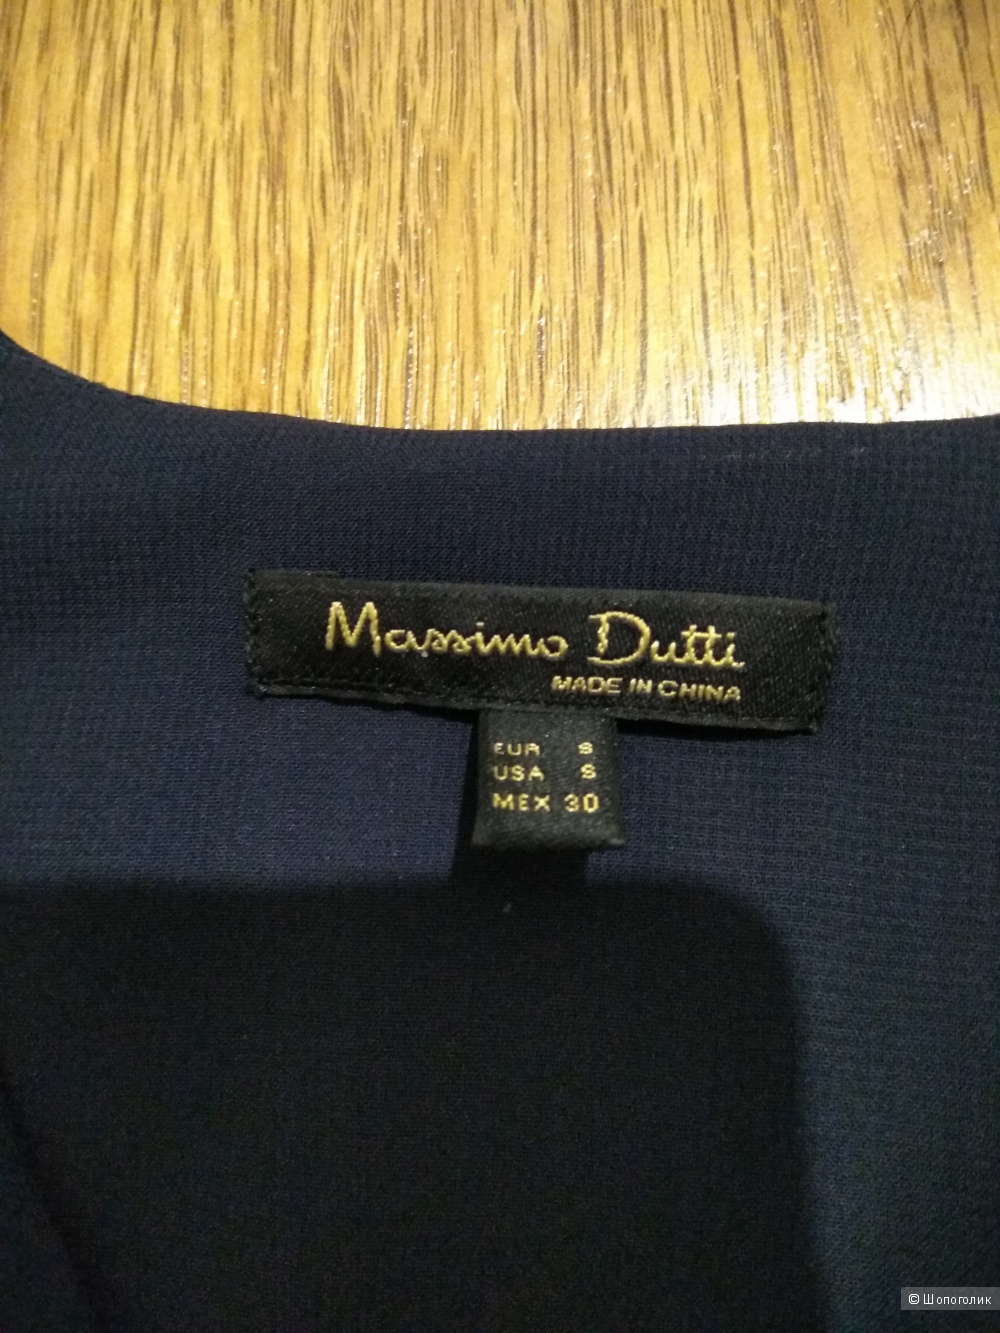 Massimo Dutti
MADE IN CHINA
EUR S
USA S
MEX 30
© Шопоголик